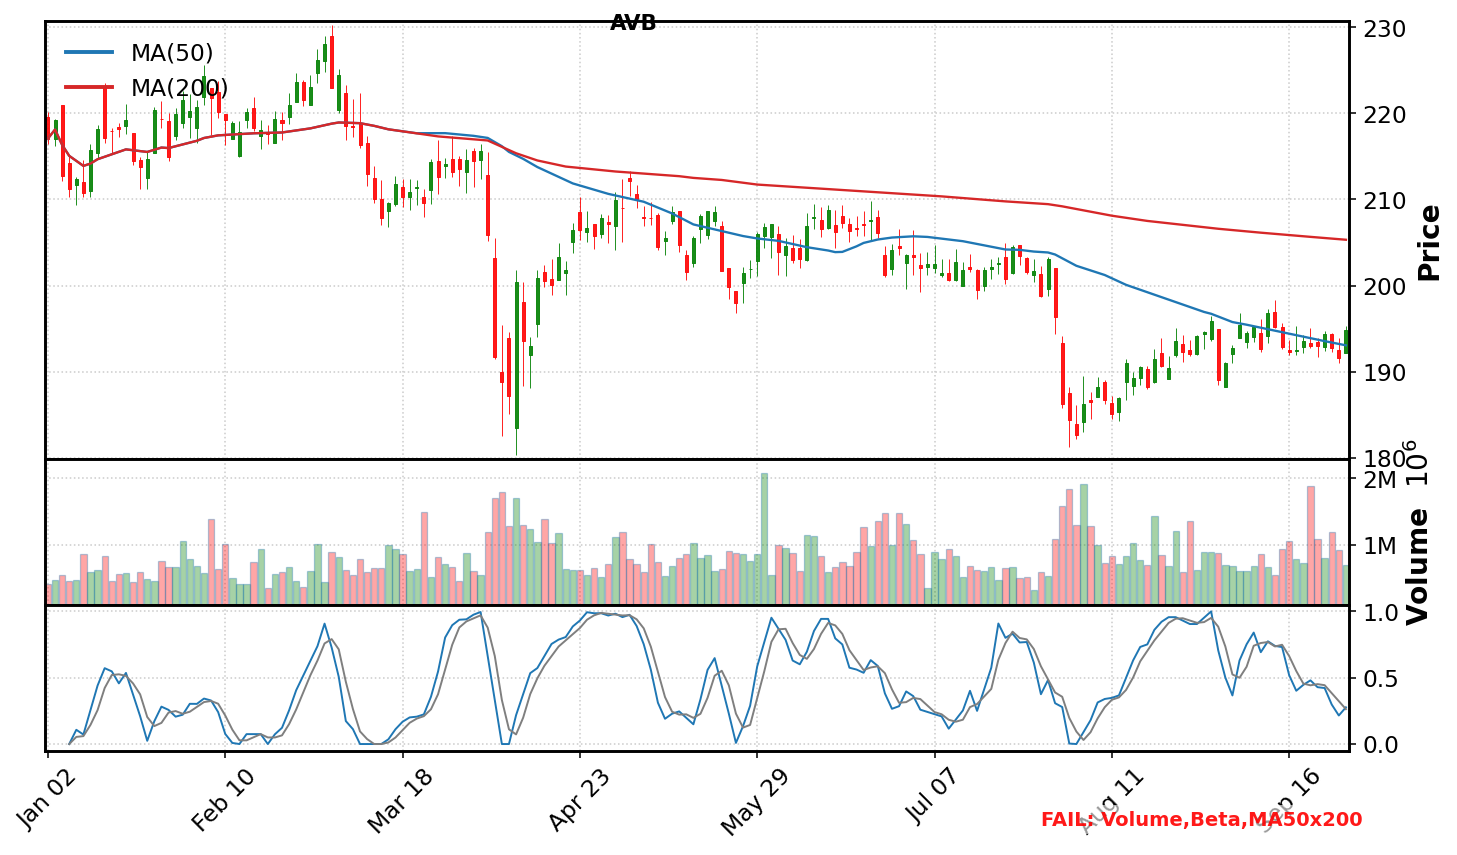 AVB
MA(50)
MA(200)
230
220
210
200
190
180
Price
10^6
2M
1M
Volume
1.0
0.5
0.0
Jan 02
Feb 10
Mar 18
Apr 23
May 29
Jul 07
Aug 11
Sep 16
FAIL: Volume,Beta,MA50x200